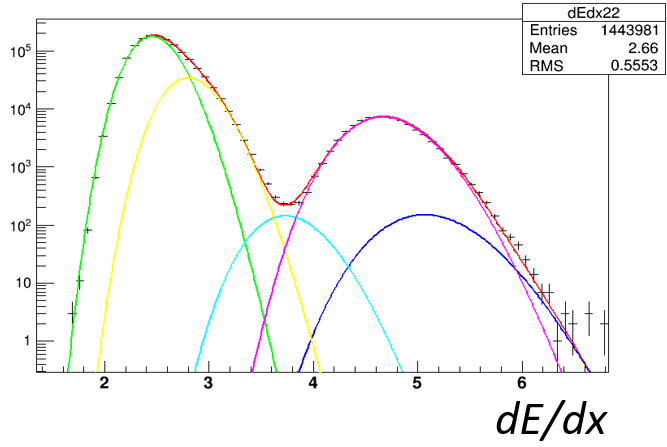 dEdx22
Entries 1443981
Mean 2.66
RMS 0.5553
10⁵
10⁴
10³
10²
10
1
2 3 4 5 6
dE/dx